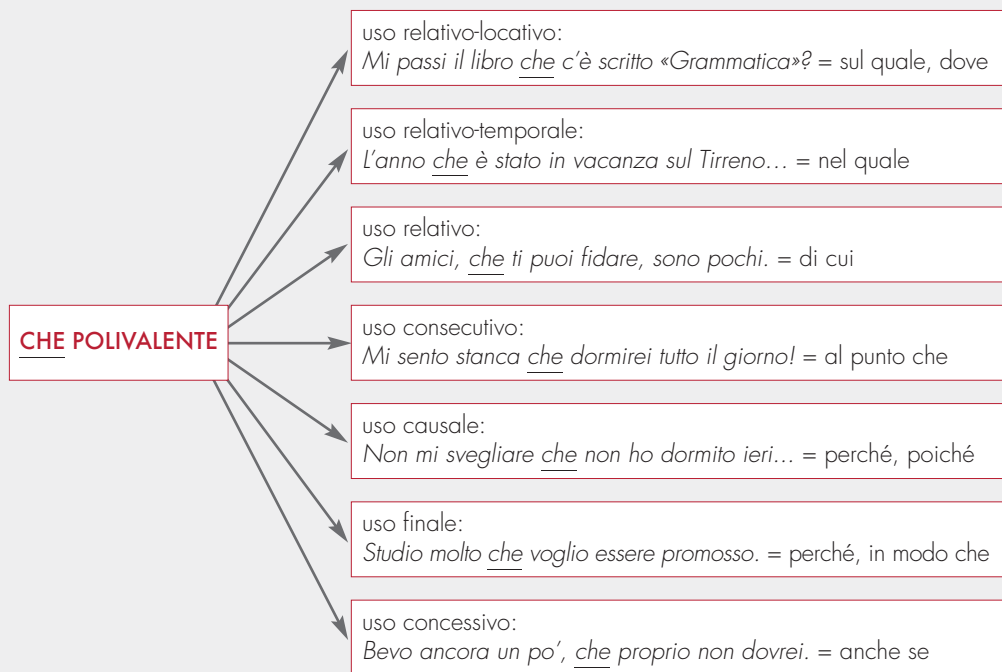 uso relativo-locativo:
Mi passi il libro che c'è scritto «Grammatica»? = sul quale, dove
uso relativo-temporale:
L'anno che è stato in vacanza sul Tirreno... = nel quale
uso relativo:
Gli amici, che ti puoi fidare, sono pochi. = di cui
CHE POLIVALENTE
uso consecutivo:
Mi sento stanca che dormirei tutto il giorno! = al punto che
uso causale:
Non mi svegliare che non ho dormito ieri... = perché, poiché
uso finale:
Studio molto che voglio essere promosso. = perché, in modo che
uso concessivo:
Bevo ancora un po', che proprio non dovrei. = anche se